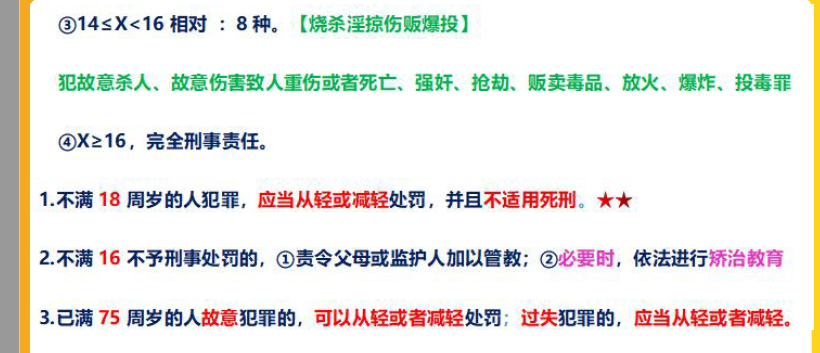 ③14≤X<16 相对 ：8 种。【烧杀淫掠伤贩爆投】
犯故意杀人、故意伤害致人重伤或者死亡、强奸、抢劫、贩卖毒品、放火、爆炸、投毒罪
④X≥16，完全刑事责任。
1.不满 18 周岁的人犯罪，应当从轻或减轻处罚，并且不适用死刑。★★
2.不满 16 不予刑事处罚的，①责令父母或监护人加以管教；②必要时，依法进行矫治教育
3.已满 75 周岁的人故意犯罪的，可以从轻或者减轻处罚；过失犯罪的，应当从轻或者减轻。